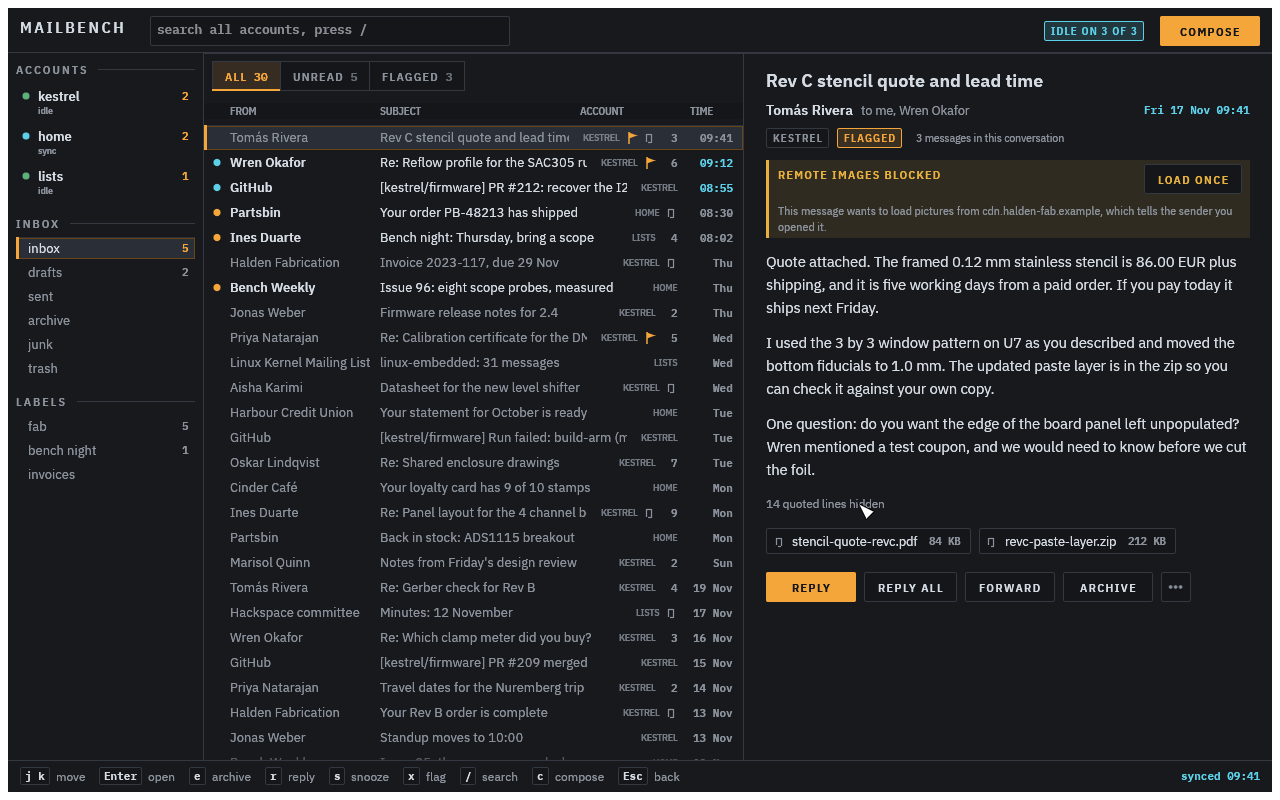 MAILBENCH
search all accounts, press /
IDLE ON 3 OF 3
COMPOSE
ACCOUNTS
kestrel 2
idle
home 2
sync
lists 1
idle
INBOX
inbox 5
drafts 2
sent
archive
junk
trash
LABELS
fab 5
bench night 1
invoices
ALL 30 UNREAD 5 FLAGGED 3
FROM SUBJECT ACCOUNT TIME
Tomás Rivera Rev C stencil quote and lead time KESTREL 3 09:41
Wren Okafor Re: Reflow profile for the SAC305 ru KESTREL 6 09:12
GitHub [kestrel/firmware] PR #212: recover the I2 KESTREL 08:55
Partsbin Your order PB-48213 has shipped HOME 08:30
Ines Duarte Bench night: Thursday, bring a scope LISTS 4 08:02
Halden Fabrication Invoice 2023-117, due 29 Nov KESTREL Thu
Bench Weekly Issue 96: eight scope probes, measured HOME Thu
Jonas Weber Firmware release notes for 2.4 KESTREL 2 Thu
Priya Natarajan Re: Calibration certificate for the DM KESTREL 5 Wed
Linux Kernel Mailing List linux-embedded: 31 messages LISTS Wed
Aisha Karimi Datasheet for the new level shifter KESTREL Wed
Harbour Credit Union Your statement for October is ready HOME Tue
GitHub [kestrel/firmware] Run failed: build-arm (m KESTREL Tue
Oskar Lindqvist Re: Shared enclosure drawings KESTREL 7 Tue
Cinder Café Your loyalty card has 9 of 10 stamps HOME Mon
Ines Duarte Re: Panel layout for the 4 channel b KESTREL 9 Mon
Partsbin Back in stock: ADS1115 breakout HOME Mon
Marisol Quinn Notes from Friday's design review KESTREL 2 Sun
Tomás Rivera Re: Gerber check for Rev B KESTREL 4 19 Nov
Hackspace committee Minutes: 12 November LISTS 17 Nov
Wren Okafor Re: Which clamp meter did you buy? KESTREL 3 16 Nov
GitHub [kestrel/firmware] PR #209 merged KESTREL 15 Nov
Priya Natarajan Travel dates for the Nuremberg trip KESTREL 2 14 Nov
Halden Fabrication Your Rev B order is complete KESTREL 13 Nov
Jonas Weber Standup moves to 10:00 KESTREL 13 Nov
Rev C stencil quote and lead time
Tomás Rivera to me, Wren Okafor Fri 17 Nov 09:41
KESTREL FLAGGED 3 messages in this conversation
REMOTE IMAGES BLOCKED
LOAD ONCE
This message wants to load pictures from cdn.halden-fab.example, which tells the sender you
opened it.
Quote attached. The framed 0.12 mm stainless stencil is 86.00 EUR plus
shipping, and it is five working days from a paid order. If you pay today it
ships next Friday.
I used the 3 by 3 window pattern on U7 as you described and moved the
bottom fiducials to 1.0 mm. The updated paste layer is in the zip so you
can check it against your own copy.
One question: do you want the edge of the board panel left unpopulated?
Wren mentioned a test coupon, and we would need to know before we cut
the foil.
14 quoted lines hidden
stencil-quote-revc.pdf 84 KB revc-paste-layer.zip 212 KB
REPLY REPLY ALL FORWARD ARCHIVE •••
j k move Enter open e archive r reply s snooze x flag / search c compose Esc back
synced 09:41